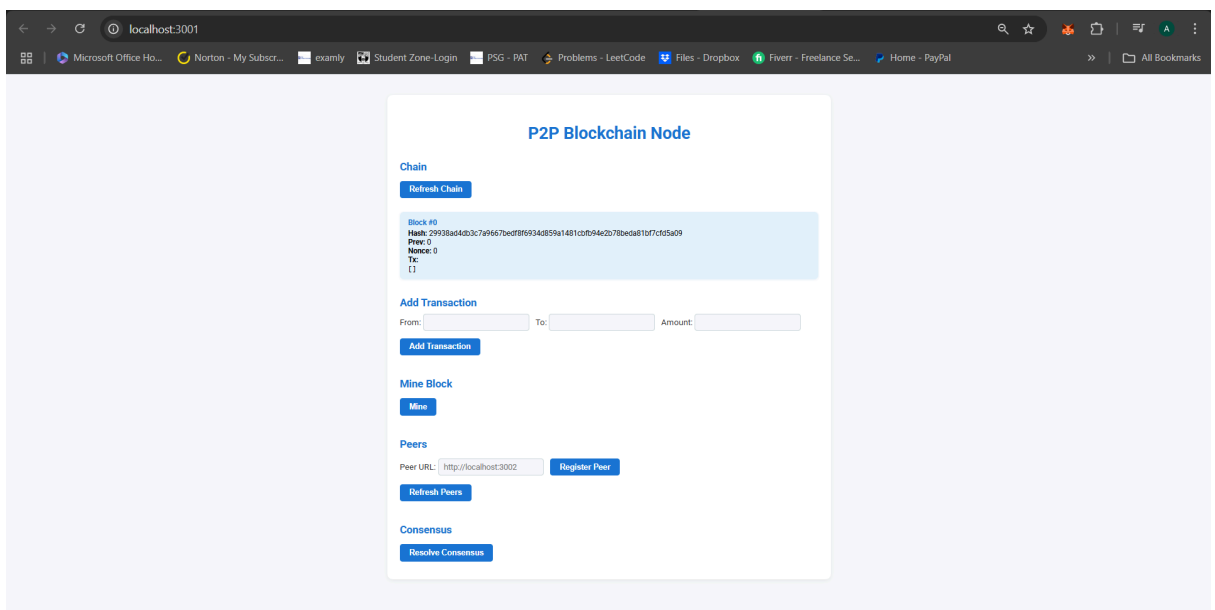 localhost:3001
A
Microsoft Office Ho... Norton - My Subscr... examly Student Zone-Login PSG - PAT Problems - LeetCode Files - Dropbox Fiverr - Freelance Se... Home - PayPal » All Bookmarks
P2P Blockchain Node
Chain
Refresh Chain
Block #0
Hash: 29938ad4db3c7a9667bedf8f6934d859a1481cbfb94e2b78beda81bf7cfd5a09
Prev: 0
Nonce: 0
Tx:
[]
Add Transaction
From: To: Amount:
Add Transaction
Mine Block
Mine
Peers
Peer URL: http://localhost:3002 Register Peer
Refresh Peers
Consensus
Resolve Consensus